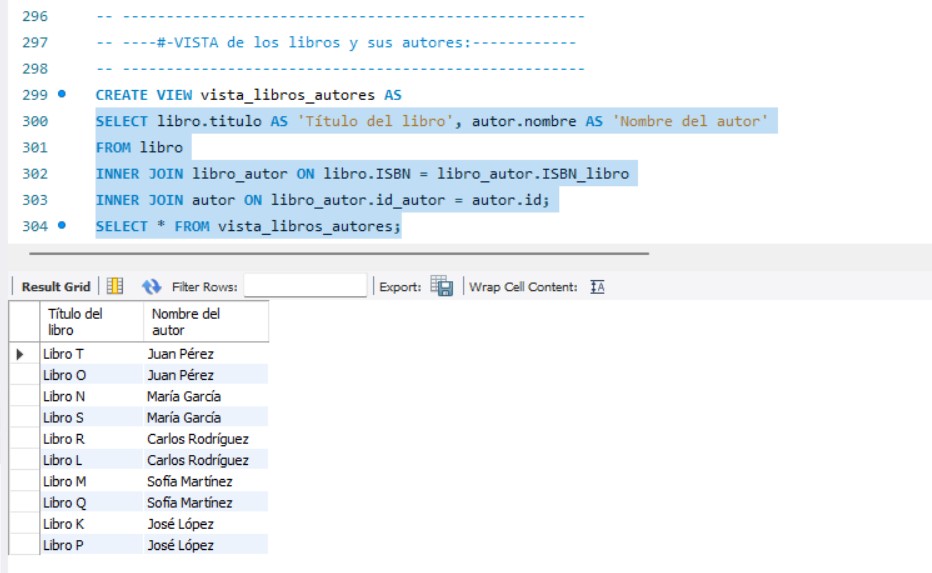 296 -- ----------------------------------------------------
297 -- ----#-VISTA de los libros y sus autores:------------
298 -- ----------------------------------------------------
299 CREATE VIEW vista_libros_autores AS
300 SELECT libro.titulo AS 'Título del libro', autor.nombre AS 'Nombre del autor'
301 FROM libro
302 INNER JOIN libro_autor ON libro.ISBN = libro_autor.ISBN_libro
303 INNER JOIN autor ON libro_autor.id_autor = autor.id;
304 SELECT * FROM vista_libros_autores;
Result Grid Filter Rows: Export: Wrap Cell Content: IA
Título del libro Nombre del autor
Libro T Juan Pérez
Libro O Juan Pérez
Libro N María García
Libro S María García
Libro R Carlos Rodríguez
Libro L Carlos Rodríguez
Libro M Sofía Martínez
Libro Q Sofía Martínez
Libro K José López
Libro P José López